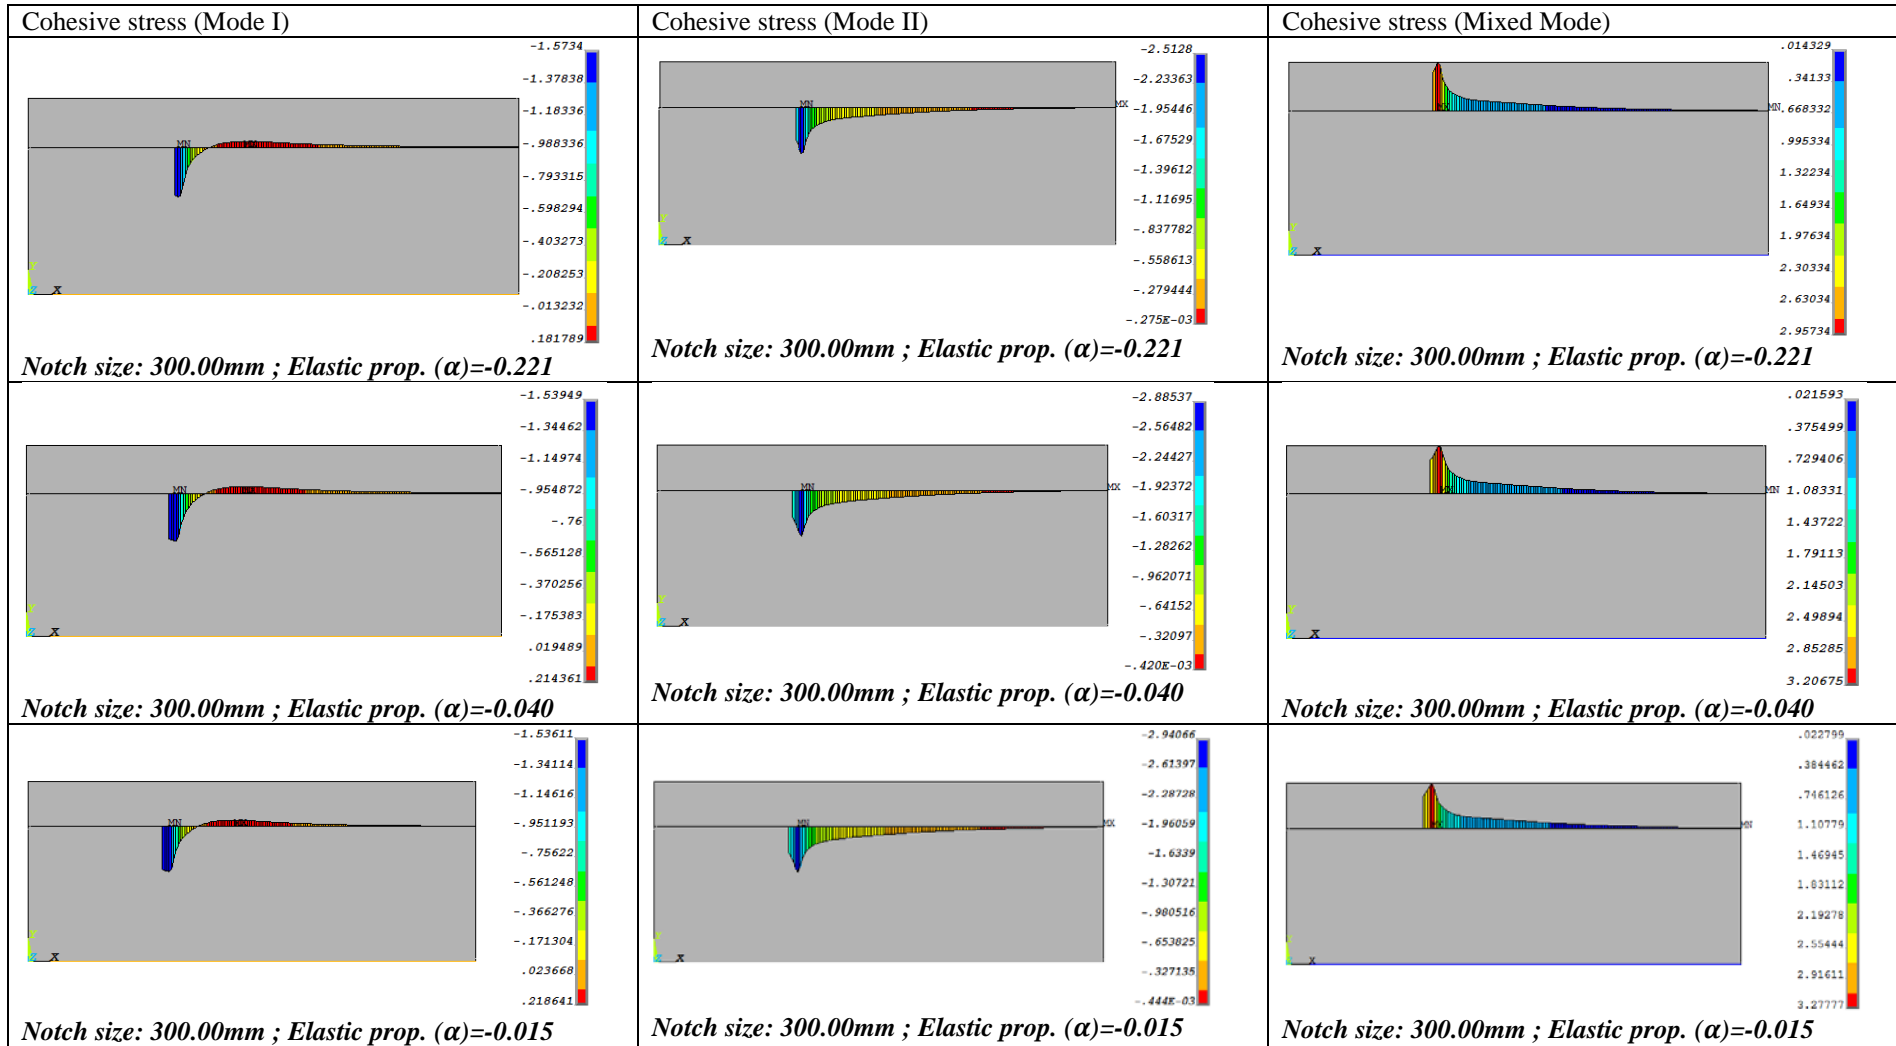 Cohesive stress (Mode I)
Cohesive stress (Mode II)
Cohesive stress (Mixed Mode)
-1.5734
-1.37838
-1.18336
-.988336
-.793315
-.598294
-.403273
-.208253
-.013232
.181789
MN
Y
Z X
Notch size: 300.00mm ; Elastic prop. (α)=-0.221
-2.5128
-2.23363
-1.95446
-1.67529
-1.39612
-1.11695
-.837782
-.558613
-.279444
-.275E-03
MN
MX
Y
Z X
Notch size: 300.00mm ; Elastic prop. (α)=-0.221
.014329
.34133
.668332
.995334
1.32234
1.64934
1.97634
2.30334
2.63034
2.95734
MX
MN
Y
Z X
Notch size: 300.00mm ; Elastic prop. (α)=-0.221
-1.53949
-1.34462
-1.14974
-.954872
-.76
-.565128
-.370256
-.175383
.019489
.214361
MN
Y
Z X
Notch size: 300.00mm ; Elastic prop. (α)=-0.040
-2.88537
-2.56482
-2.24427
-1.92372
-1.60317
-1.28262
-.962071
-.64152
-.32097
-.420E-03
MN
MX
Y
Z X
Notch size: 300.00mm ; Elastic prop. (α)=-0.040
.021593
.375499
.729406
1.08331
1.43722
1.79113
2.14503
2.49894
2.85285
3.20675
MX
MN
Y
Z X
Notch size: 300.00mm ; Elastic prop. (α)=-0.040
-1.53611
-1.34114
-1.14616
-.951193
-.75622
-.561248
-.366276
-.171304
.023668
.218641
MN
Y
Z X
Notch size: 300.00mm ; Elastic prop. (α)=-0.015
-2.94066
-2.61397
-2.28728
-1.96059
-1.6339
-1.30721
-.980516
-.653825
-.327135
-.444E-03
MN
MX
Y
Z X
Notch size: 300.00mm ; Elastic prop. (α)=-0.015
.022799
.384462
.746126
1.10779
1.46945
1.83112
2.19278
2.55444
2.91611
3.27777
MX
MN
Y
Z X
Notch size: 300.00mm ; Elastic prop. (α)=-0.015